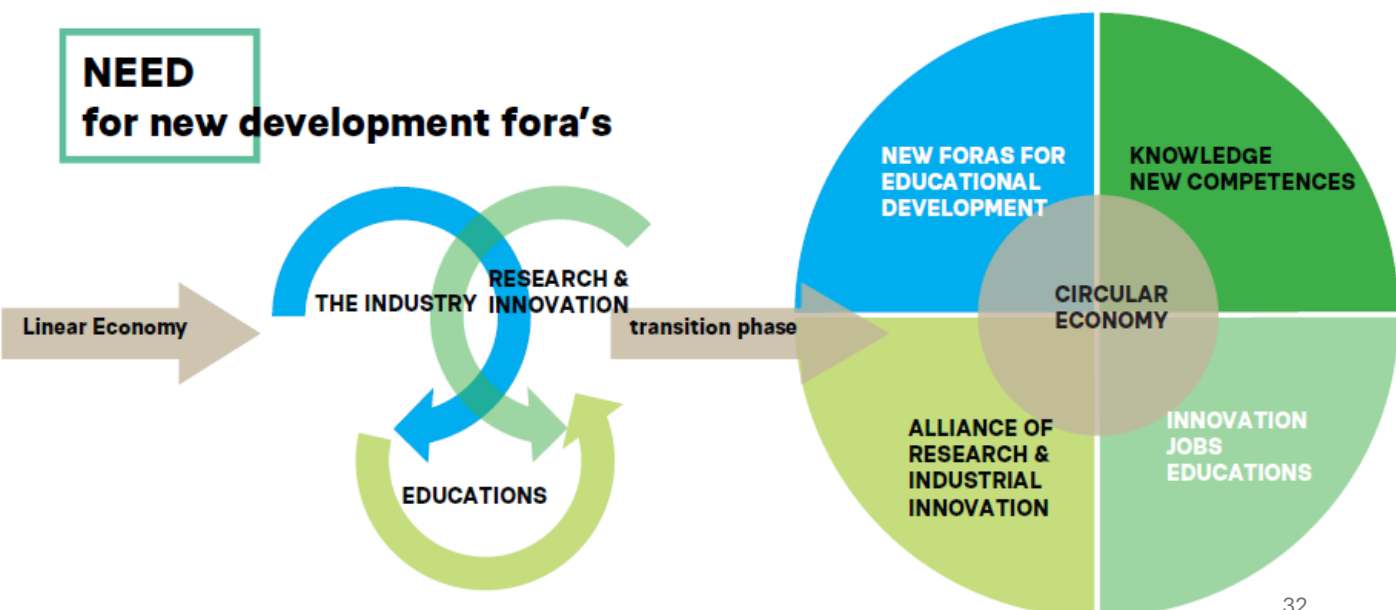 NEED
for new development fora's
Linear Economy
THE INDUSTRY
RESEARCH &
INNOVATION
EDUCATIONS
transition phase
NEW FORAS FOR
EDUCATIONAL
DEVELOPMENT
KNOWLEDGE
NEW COMPETENCES
CIRCULAR
ECONOMY
ALLIANCE OF
RESEARCH &
INDUSTRIAL
INNOVATION
INNOVATION
JOBS
EDUCATIONS
32